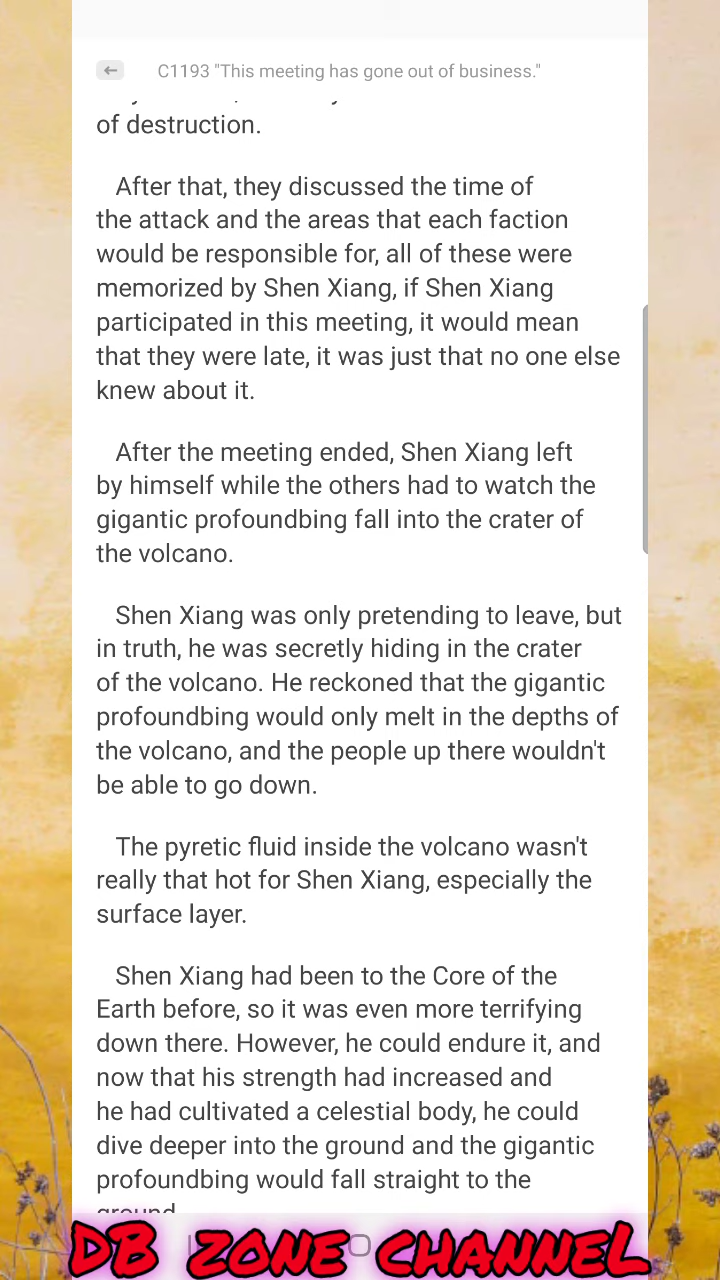 C1193 "This meeting has gone out of business."
of destruction.
After that, they discussed the time of
the attack and the areas that each faction
would be responsible for, all of these were
memorized by Shen Xiang, if Shen Xiang
participated in this meeting, it would mean
that they were late, it was just that no one else
knew about it.
After the meeting ended, Shen Xiang left
by himself while the others had to watch the
gigantic profoundbing fall into the crater of
the volcano.
Shen Xiang was only pretending to leave, but
in truth, he was secretly hiding in the crater
of the volcano. He reckoned that the gigantic
profoundbing would only melt in the depths of
the volcano, and the people up there wouldn't
be able to go down.
The pyretic fluid inside the volcano wasn't
really that hot for Shen Xiang, especially the
surface layer.
Shen Xiang had been to the Core of the
Earth before, so it was even more terrifying
down there. However, he could endure it, and
now that his strength had increased and
he had cultivated a celestial body, he could
dive deeper into the ground and the gigantic
profoundbing would fall straight to the
ground
DB ZONE CHANNEL